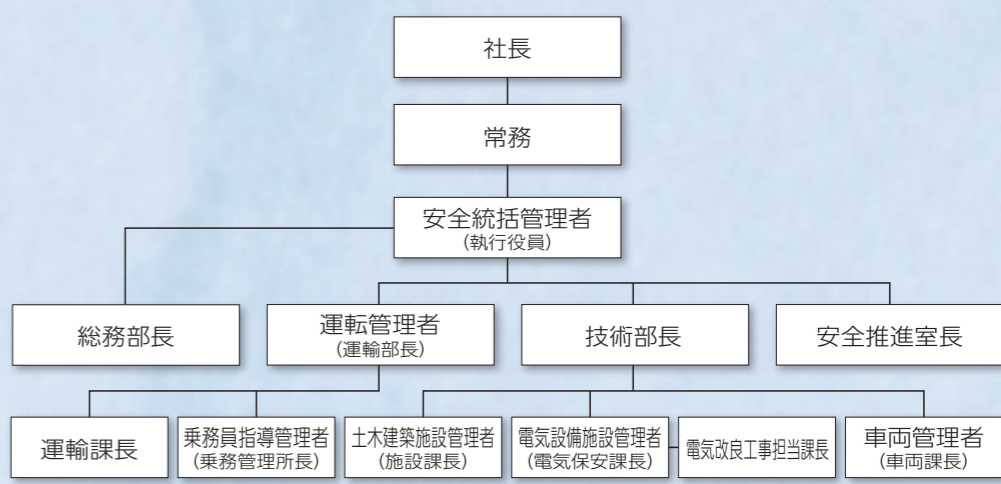 社長
常務
安全統括管理者
(執行役員)
総務部長
運転管理者
(運輸部長)
技術部長
安全推進室長
運輸課長
乗務員指導管理者
(乗務管理所長)
土木建築施設管理者
(施設課長)
電気設備施設管理者
(電気保安課長)
電気改良工事担当課長
車両管理者
(車両課長)